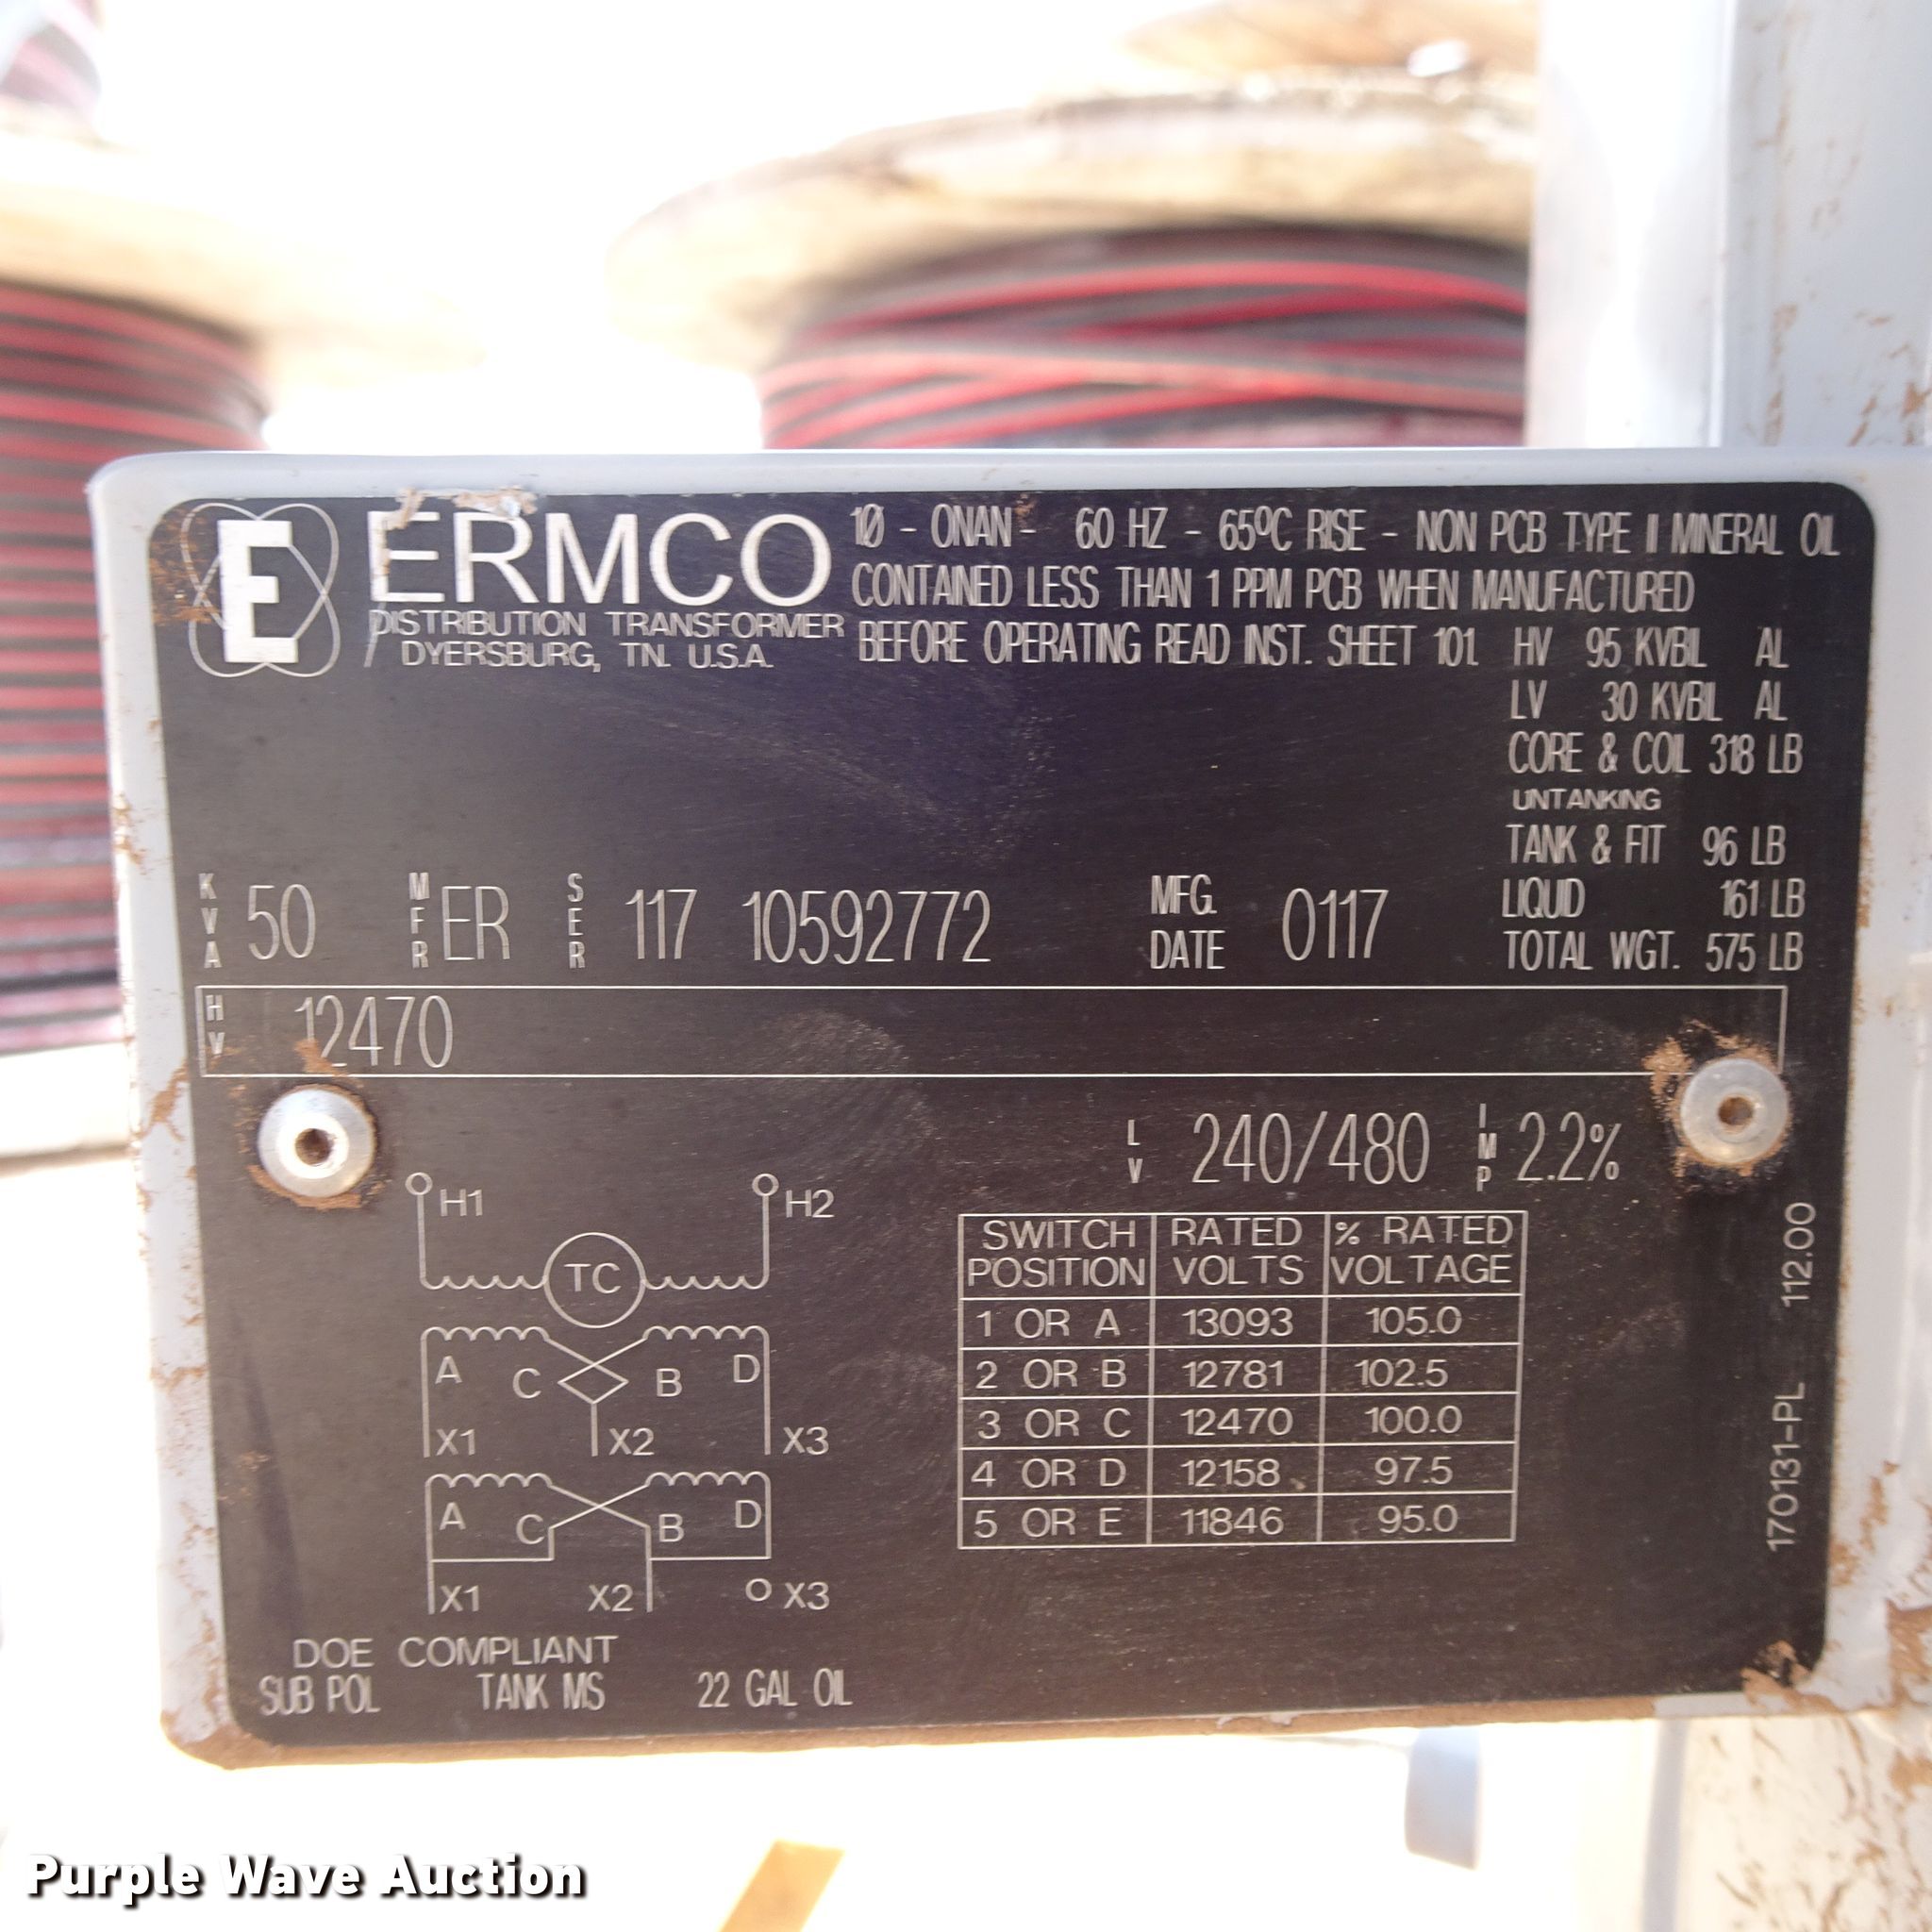 E ERMCO
DISTRIBUTION TRANSFORMER
DYERSBURG, TN. U.S.A.
1Ø - ONAN - 60 HZ - 65ºC RISE - NON PCB TYPE II MINERAL OIL
CONTAINED LESS THAN 1 PPM PCB WHEN MANUFACTURED
BEFORE OPERATING READ INST. SHEET 101.
HV 95 KVBIL AL
LV 30 KVBIL AL
CORE & COIL 318 LB
UNTANKING
TANK & FIT 96 LB
LIQUID 161 LB
TOTAL WGT. 575 LB
KVA 50 MFR ER SER 117 10592772 MFG. DATE 0117
HV 12470
LV 240/480 IMP 2.2%
H1 H2
TC
A C B D
X1 X2 X3
A C B D
X1 X2 X3
SWITCH POSITION RATED VOLTS % RATED VOLTAGE
1 OR A 13093 105.0
2 OR B 12781 102.5
3 OR C 12470 100.0
4 OR D 12158 97.5
5 OR E 11846 95.0
170131-PL 112.00
DOE COMPLIANT
SUB POL TANK MS 22 GAL OIL
Purple Wave Auction